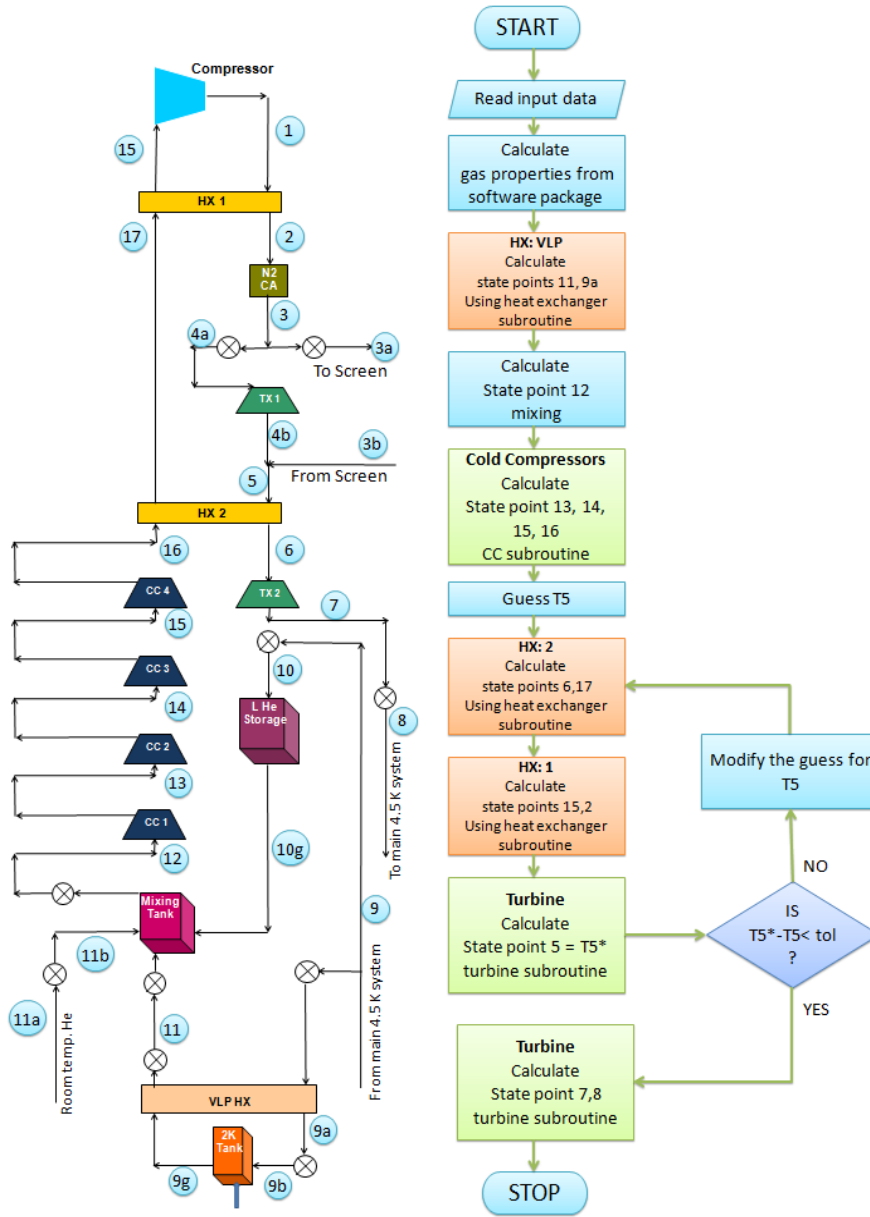 Compressor
1
15
HX 1
17
2
N2
CA
3
4a
3a
To Screen
TX 1
4b
3b
From Screen
5
HX 2
16
6
CC 4
TX 2
7
15
10
CC 3
14
L He
Storage
8
CC 2
13
To main 4.5 K system
CC 1
12
10g
Mixing
Tank
9
11b
11a
11
Room temp. He
From main 4.5 K system
VLP HX
9a
2K
Tank
9g
9b
START
Read input data
Calculate
gas properties from
software package
HX: VLP
Calculate
state points 11, 9a
Using heat exchanger
subroutine
Calculate
State point 12
mixing
Cold Compressors
Calculate
State point 13, 14,
15, 16
CC subroutine
Guess T5
HX: 2
Calculate
state points 6,17
Using heat exchanger
subroutine
HX: 1
Calculate
state points 15,2
Using heat exchanger
subroutine
Modify the guess for
T5
NO
Turbine
Calculate
State point 5 = T5*
turbine subroutine
IS
T5*-T5< tol
?
YES
Turbine
Calculate
State point 7,8
turbine subroutine
STOP